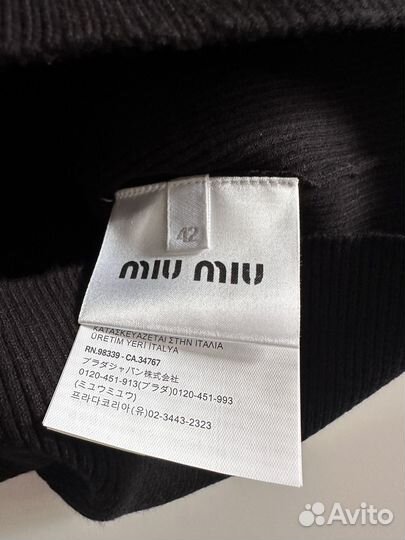 42
miu miu
ΚΑΤΑΣΚΕΥΑΖΕΤΑΙ ΣΤΗΝ ΙΤΑΛΙΑ
ÜRETIM YERI İTALYA
RN.98339 - CA.34767
プラダジャパン株式会社
0120-451-913(プラダ)0120-451-993
(ミュウミュウ)
프라다코리아(유)02-3443-2323
Avito